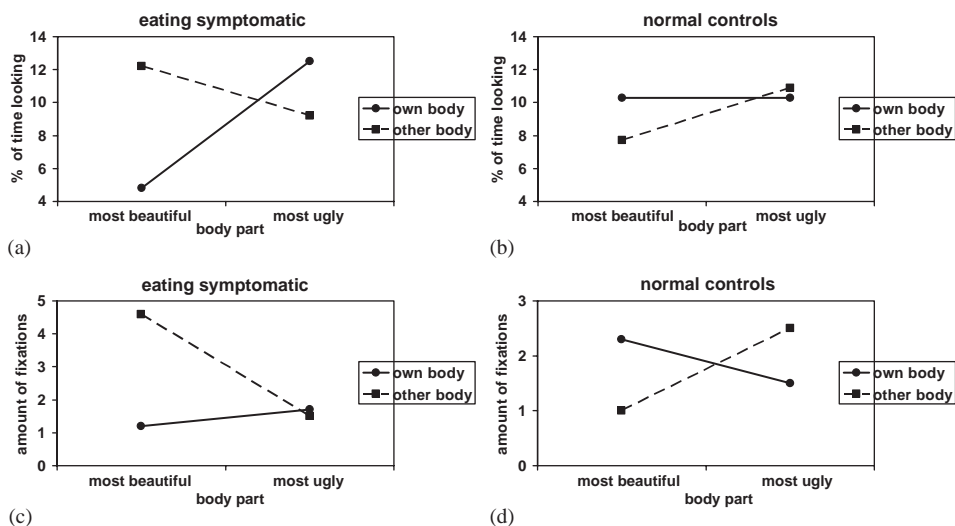 eating symptomatic
14
12
10
8
6
4
% of time looking
own body
other body
most beautiful
most ugly
body part
(a)
normal controls
14
12
10
8
6
4
% of time looking
own body
other body
most beautiful
most ugly
body part
(b)
eating symptomatic
5
4
3
2
1
0
amount of fixations
own body
other body
most beautiful
most ugly
body part
(c)
normal controls
3
2
1
0
amount of fixations
own body
other body
most beautiful
most ugly
body part
(d)